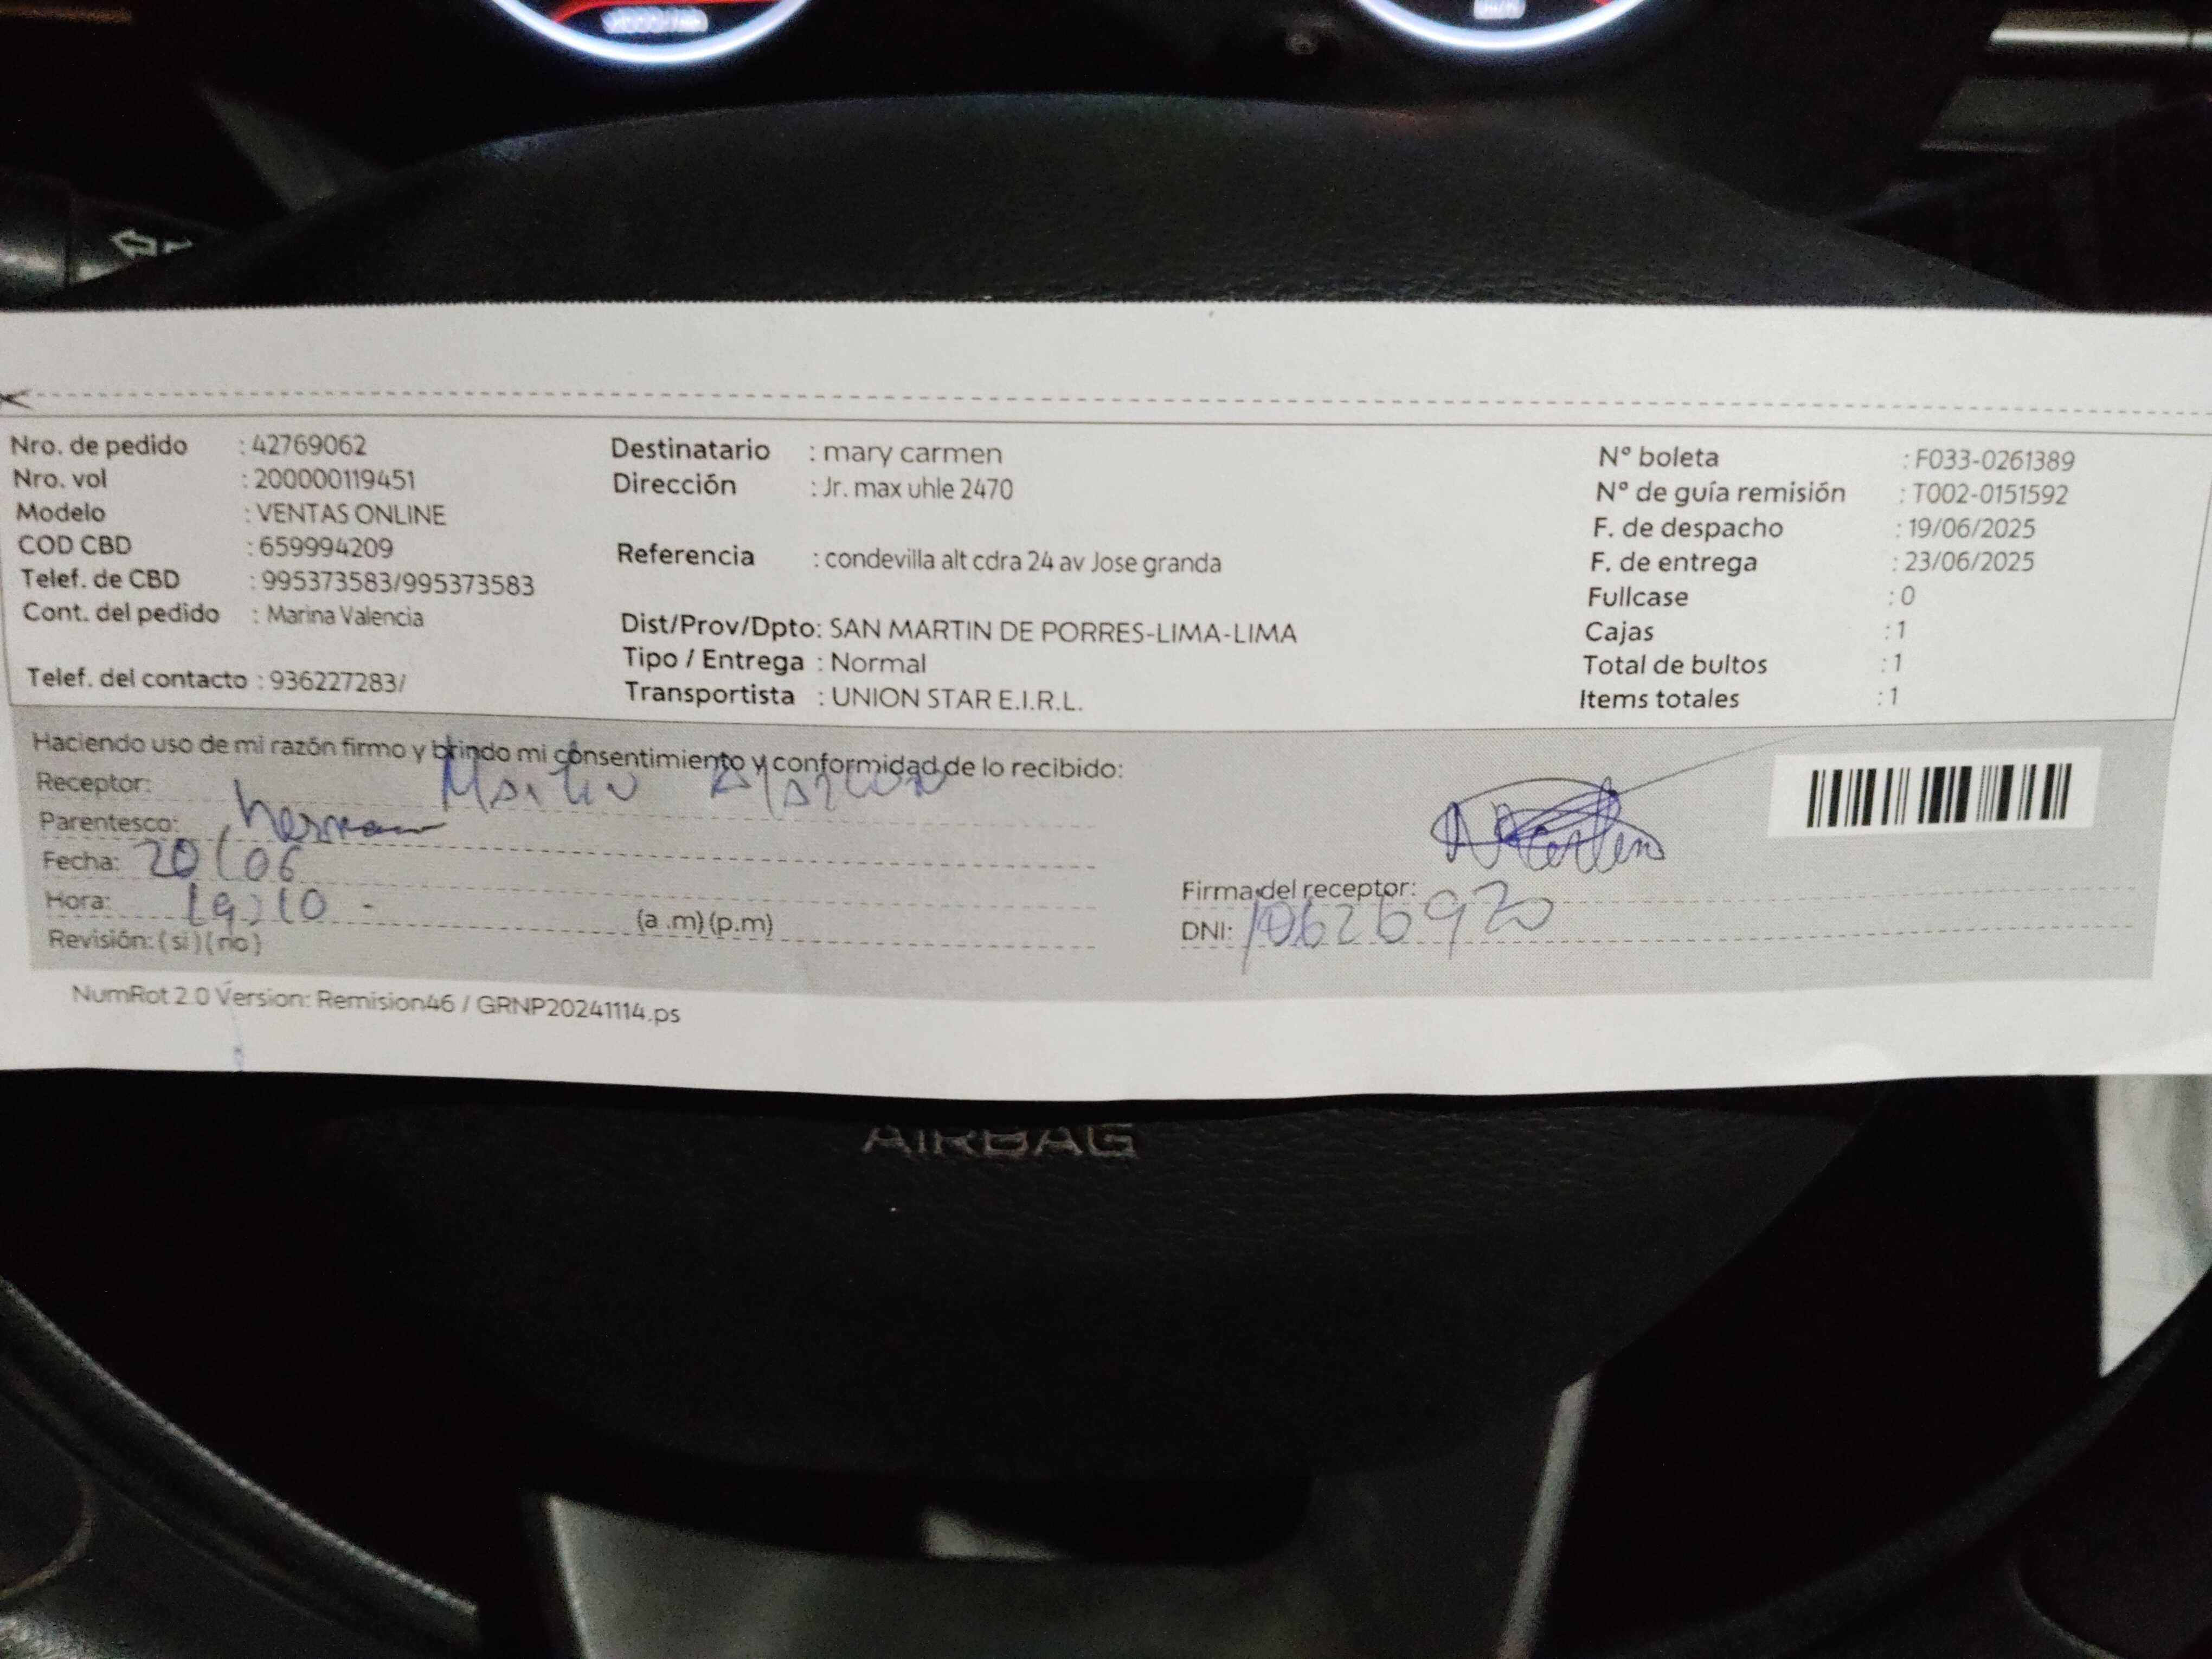 Nro. de pedido : 42769062
Nro. vol : 200000119451
Modelo : VENTAS ONLINE
COD CBD : 659994209
Telef. de CBD : 995373583/995373583
Cont. del pedido : Marina Valencia
Telef. del contacto : 936227283/
Destinatario : mary carmen
Dirección : Jr. max uhle 2470
Referencia : condevilla alt cdra 24 av Jose granda
Dist/Prov/Dpto: SAN MARTIN DE PORRES-LIMA-LIMA
Tipo / Entrega : Normal
Transportista : UNION STAR E.I.R.L.
N° boleta : F033-0261389
N° de guía remisión : T002-0151592
F. de despacho : 19/06/2025
F. de entrega : 23/06/2025
Fullcase : 0
Cajas : 1
Total de bultos : 1
Items totales : 1
Haciendo uso de mi razón firmo y brindo mi consentimiento y conformidad de lo recibido:
Receptor: Martin
Parentesco:
Fecha: 20/06
Hora: 19:10 (a .m) (p.m)
Revisión: (si) (no)
Firma del receptor:
DNI: 10626920
NumRot 2.0 Version: Remision46 / GRNP20241114.ps
AIRBAG